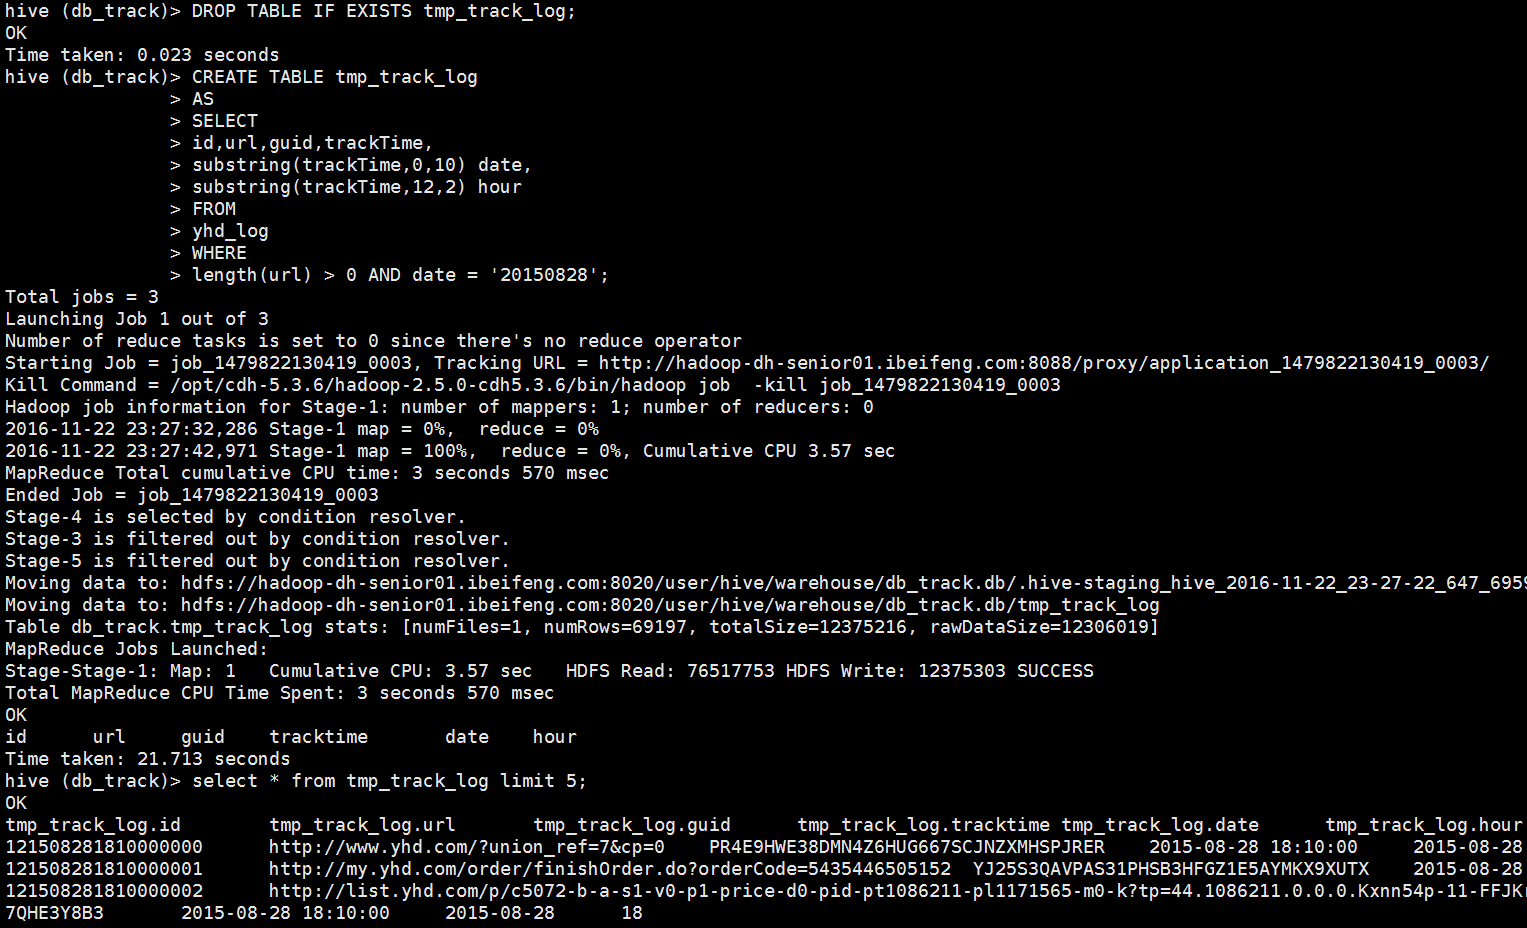 hive (db_track)> DROP TABLE IF EXISTS tmp_track_log;
OK
Time taken: 0.023 seconds
hive (db_track)> CREATE TABLE tmp_track_log
               > AS
               > SELECT
               > id,url,guid,trackTime,
               > substring(trackTime,0,10) date,
               > substring(trackTime,12,2) hour
               > FROM
               > yhd_log
               > WHERE
               > length(url) > 0 AND date = '20150828';
Total jobs = 3
Launching Job 1 out of 3
Number of reduce tasks is set to 0 since there's no reduce operator
Starting Job = job_1479822130419_0003, Tracking URL = http://hadoop-dh-senior01.ibeifeng.com:8088/proxy/application_1479822130419_0003/
Kill Command = /opt/cdh-5.3.6/hadoop-2.5.0-cdh5.3.6/bin/hadoop job  -kill job_1479822130419_0003
Hadoop job information for Stage-1: number of mappers: 1; number of reducers: 0
2016-11-22 23:27:32,286 Stage-1 map = 0%,  reduce = 0%
2016-11-22 23:27:42,971 Stage-1 map = 100%,  reduce = 0%, Cumulative CPU 3.57 sec
MapReduce Total cumulative CPU time: 3 seconds 570 msec
Ended Job = job_1479822130419_0003
Stage-4 is selected by condition resolver.
Stage-3 is filtered out by condition resolver.
Stage-5 is filtered out by condition resolver.
Moving data to: hdfs://hadoop-dh-senior01.ibeifeng.com:8020/user/hive/warehouse/db_track.db/.hive-staging_hive_2016-11-22_23-27-22_647_6959
Moving data to: hdfs://hadoop-dh-senior01.ibeifeng.com:8020/user/hive/warehouse/db_track.db/tmp_track_log
Table db_track.tmp_track_log stats: [numFiles=1, numRows=69197, totalSize=12375216, rawDataSize=12306019]
MapReduce Jobs Launched:
Stage-Stage-1: Map: 1   Cumulative CPU: 3.57 sec   HDFS Read: 76517753 HDFS Write: 12375303 SUCCESS
Total MapReduce CPU Time Spent: 3 seconds 570 msec
OK
id      url     guid    tracktime       date    hour
Time taken: 21.713 seconds
hive (db_track)> select * from tmp_track_log limit 5;
OK
tmp_track_log.id        tmp_track_log.url       tmp_track_log.guid      tmp_track_log.tracktime tmp_track_log.date      tmp_track_log.hour
121508281810000000      http://www.yhd.com/?union_ref=7&cp=0    PR4E9HWE38DMN4Z6HUG667SCJNZXMHSPJRER    2015-08-28 18:10:00     2015-08-28
121508281810000001      http://my.yhd.com/order/finishOrder.do?orderCode=5435446505152  YJ25S3QAVPAS31PHSB3HFGZ1E5AYMKX9XUTX    2015-08-28
121508281810000002      http://list.yhd.com/p/c5072-b-a-s1-v0-p1-price-d0-pid-pt1086211-pl1171565-m0-k?tp=44.1086211.0.0.0.Kxnn54p-11-FFJK
7QHE3Y8B3       2015-08-28 18:10:00     2015-08-28      18